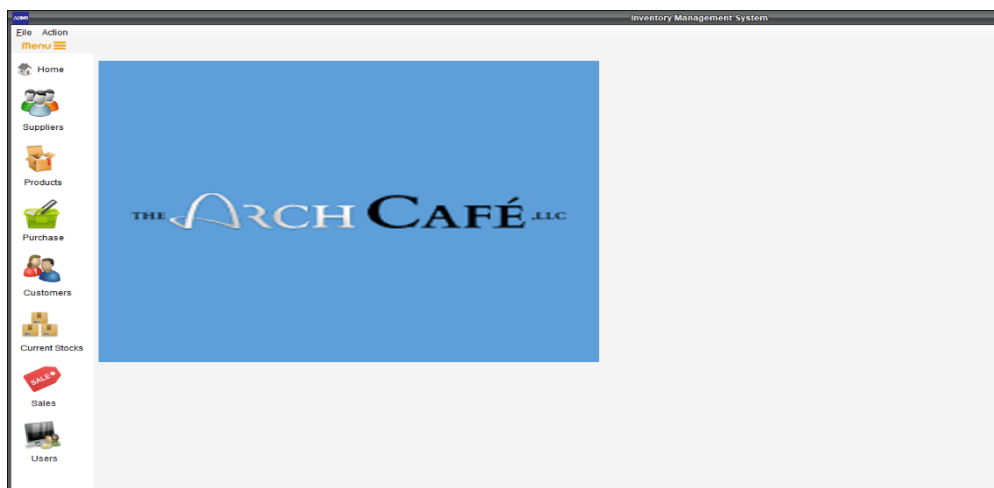 Inventory Management System
File Action
Menu
Home
Suppliers
Products
Purchase
Customers
Current Stocks
SALE
Sales
Users
THE ARCH CAFÉ, LLC